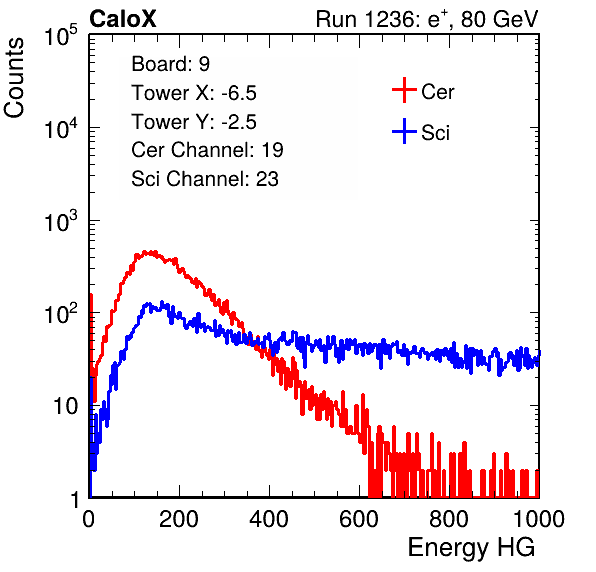 CaloX Run 1236: e⁺, 80 GeV
Counts
Board: 9
Tower X: -6.5
Tower Y: -2.5
Cer Channel: 19
Sci Channel: 23
Cer
Sci
10⁵
10⁴
10³
10²
10
1
0 200 400 600 800 1000
Energy HG